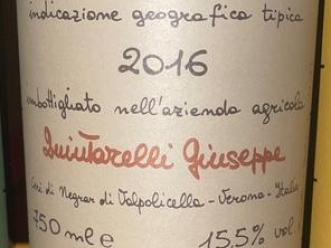 indicazione geografica tipica
2016
imbottigliato nell'azienda agricola
Quintarelli Giuseppe
Cerè di Negrar di Valpolicella - Verona - Italia
750 ml e 15,5% vol